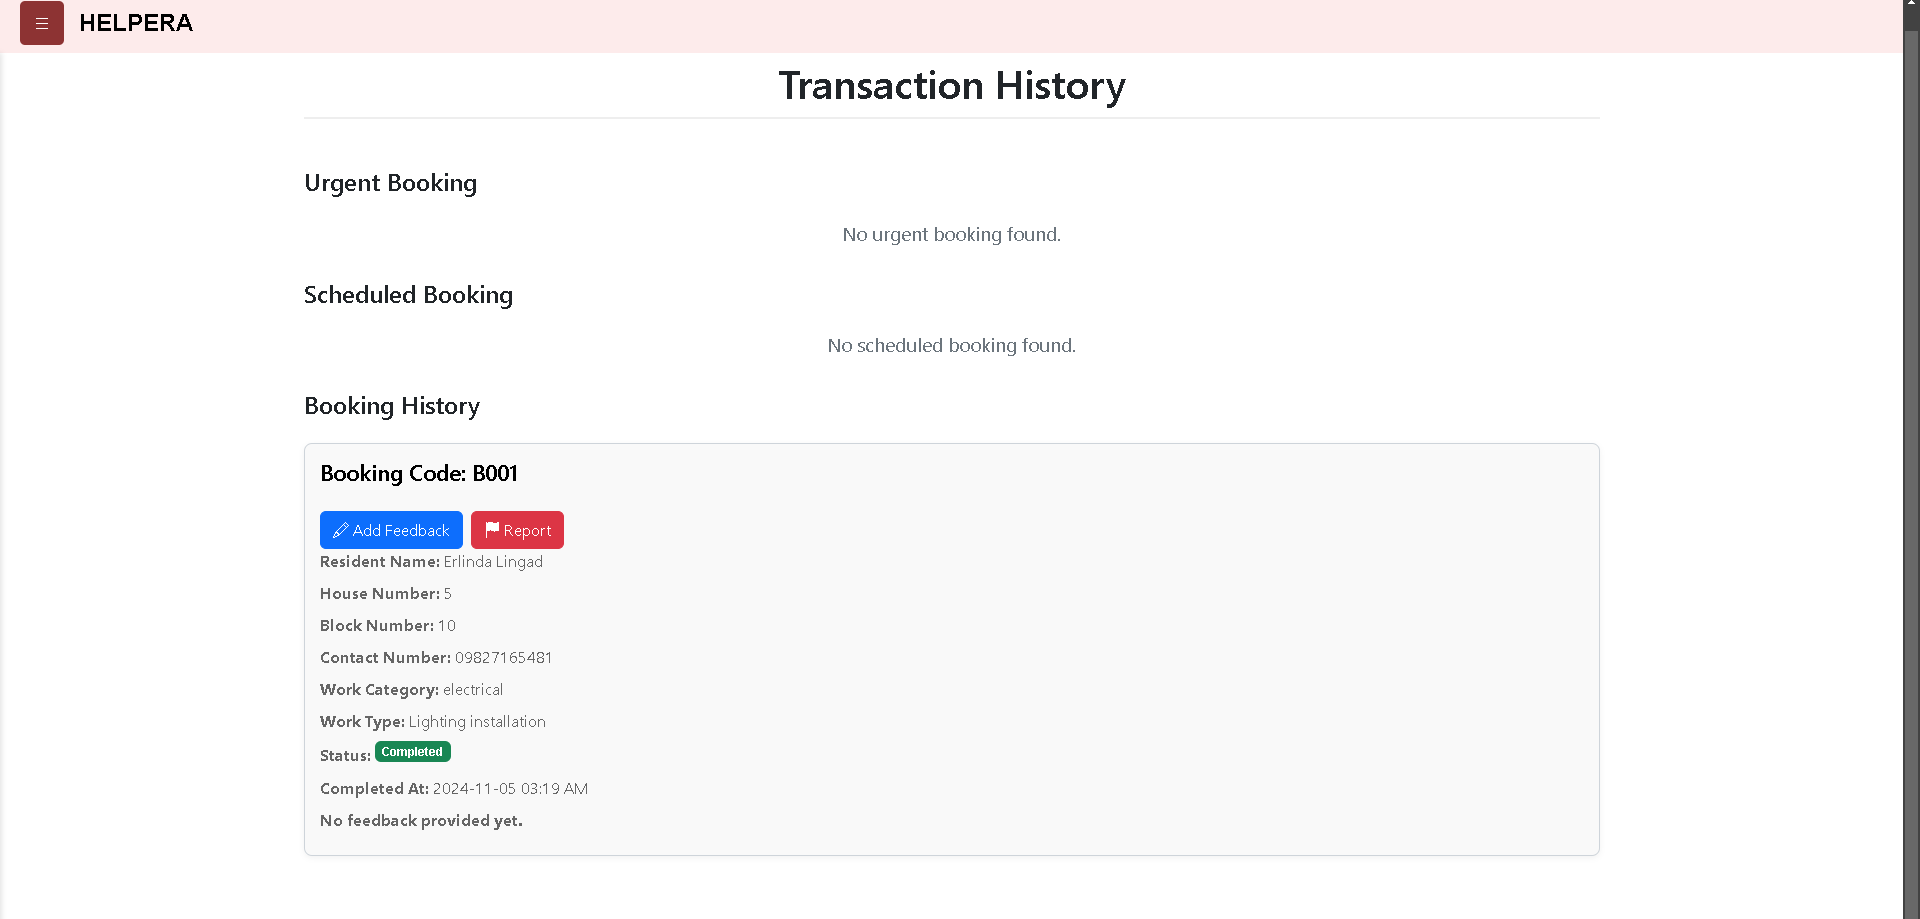 HELPERA
Transaction History
Urgent Booking
No urgent booking found.
Scheduled Booking
No scheduled booking found.
Booking History
Booking Code: B001
Add Feedback Report
Resident Name: Erlinda Lingad
House Number: 5
Block Number: 10
Contact Number: 09827165481
Work Category: electrical
Work Type: Lighting installation
Status: Completed
Completed At: 2024-11-05 03:19 AM
No feedback provided yet.